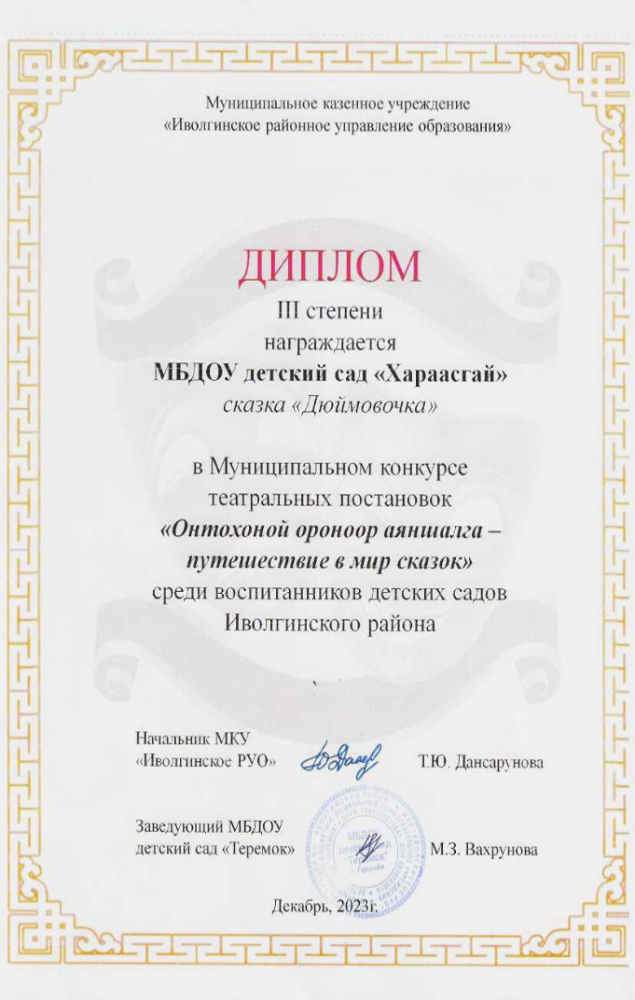 Муниципальное казенное учреждение
«Иволгинское районное управление образования»
ДИПЛОМ
III степени
награждается
МБДОУ детский сад «Хараасгай»
сказка «Дюймовочка»
в Муниципальном конкурсе
театральных постановок
«Онтохоной ороноор аяншалга –
путешествие в мир сказок»
среди воспитанников детских садов
Иволгинского района
Начальник МКУ
«Иволгинское РУО»
Т.Ю. Дансарунова
Заведующий МБДОУ
детский сад «Теремок»
М.З. Вахрунова
МБДОУ
детский сад
"Теремок"
Декабрь, 2023г.